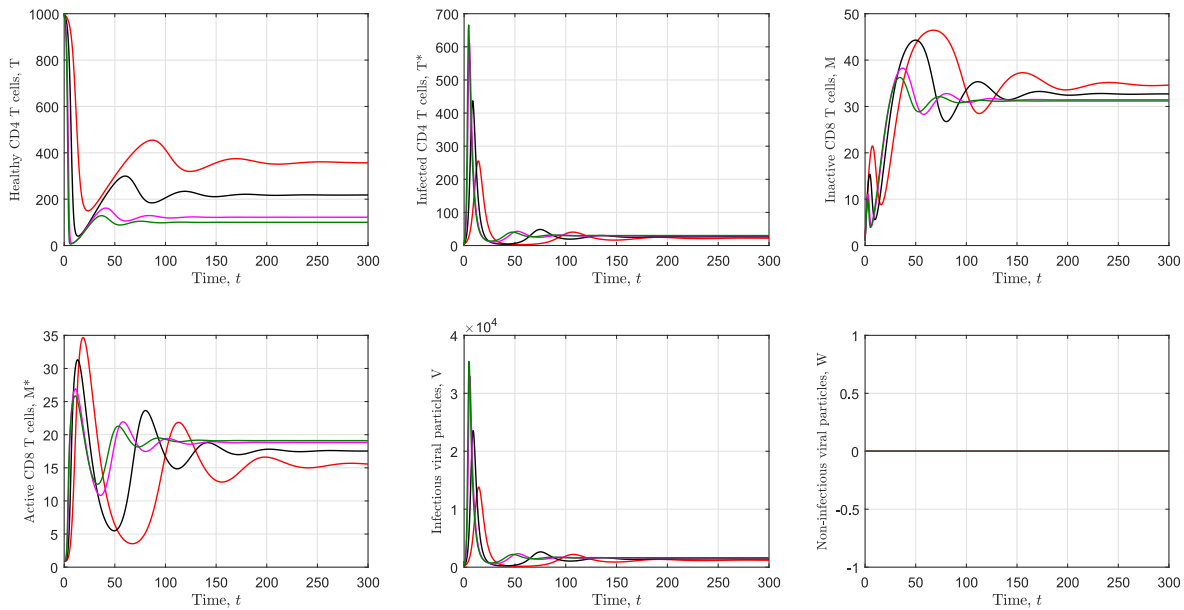 Healthy CD4 T cells, T
1000
800
600
400
200
0
0 50 100 150 200 250 300
Time, t
Infected CD4 T cells, T*
700
600
500
400
300
200
100
0
0 50 100 150 200 250 300
Time, t
Inactive CD8 T cells, M
50
40
30
20
10
0
0 50 100 150 200 250 300
Time, t
Active CD8 T cells, M*
35
30
25
20
15
10
5
0
0 50 100 150 200 250 300
Time, t
Infectious viral particles, V
×10⁴
4
3
2
1
0
0 50 100 150 200 250 300
Time, t
Non-infectious viral particles, W
1
0.5
0
-0.5
-1
0 50 100 150 200 250 300
Time, t